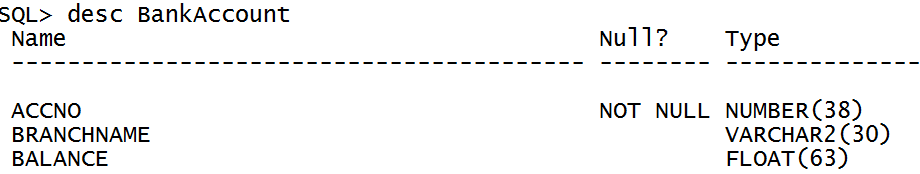 SQL> desc BankAccount
Name Null? Type
----------------------------------------- -------- --------------
ACCNO NOT NULL NUMBER(38)
BRANCHNAME VARCHAR2(30)
BALANCE FLOAT(63)